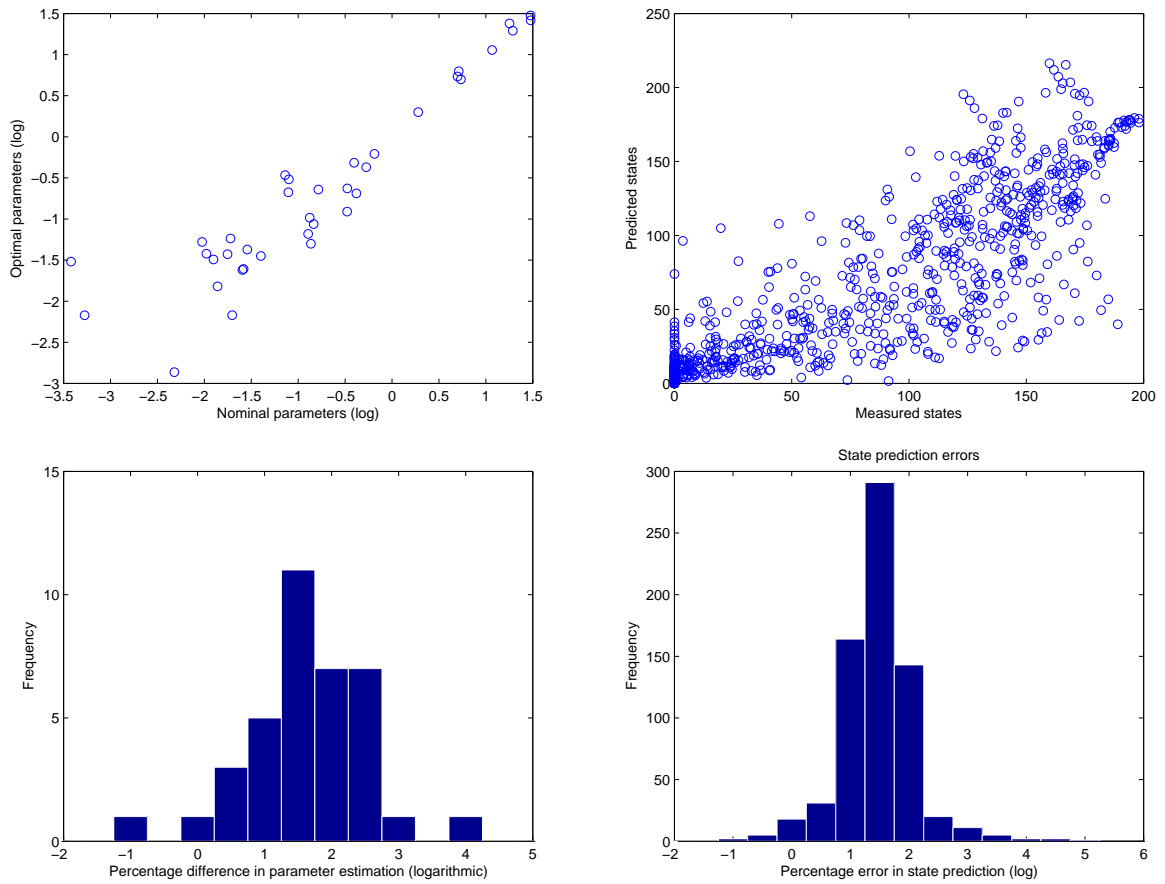 1.5
1
0.5
0
−0.5
−1
−1.5
−2
−2.5
−3
−3.5 −3 −2.5 −2 −1.5 −1 −0.5 0 0.5 1 1.5
Nominal parameters (log)
Optimal parameters (log)
250
200
150
100
50
0
0 50 100 150 200
Measured states
Predicted states
15
10
5
0
−2 −1 0 1 2 3 4 5
Percentage difference in parameter estimation (logarithmic)
Frequency
State prediction errors
300
250
200
150
100
50
0
−2 −1 0 1 2 3 4 5 6
Percentage error in state prediction (log)
Frequency